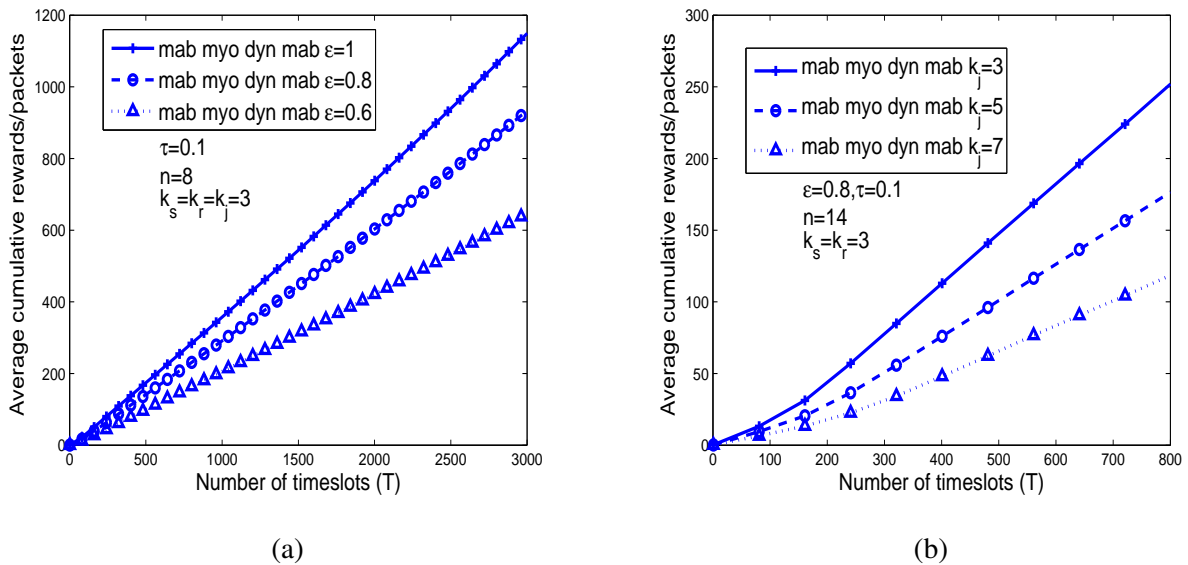 1200
1000
800
600
400
200
0
Average cumulative rewards/packets
mab myo dyn mab ε=1
mab myo dyn mab ε=0.8
mab myo dyn mab ε=0.6
τ=0.1
n=8
k_s=k_r=k_j=3
0 500 1000 1500 2000 2500 3000
Number of timeslots (T)
(a)
300
250
200
150
100
50
0
Average cumulative rewards/packets
mab myo dyn mab k_j=3
mab myo dyn mab k_j=5
mab myo dyn mab k_j=7
ε=0.8,τ=0.1
n=14
k_s=k_r=3
0 100 200 300 400 500 600 700 800
Number of timeslots (T)
(b)